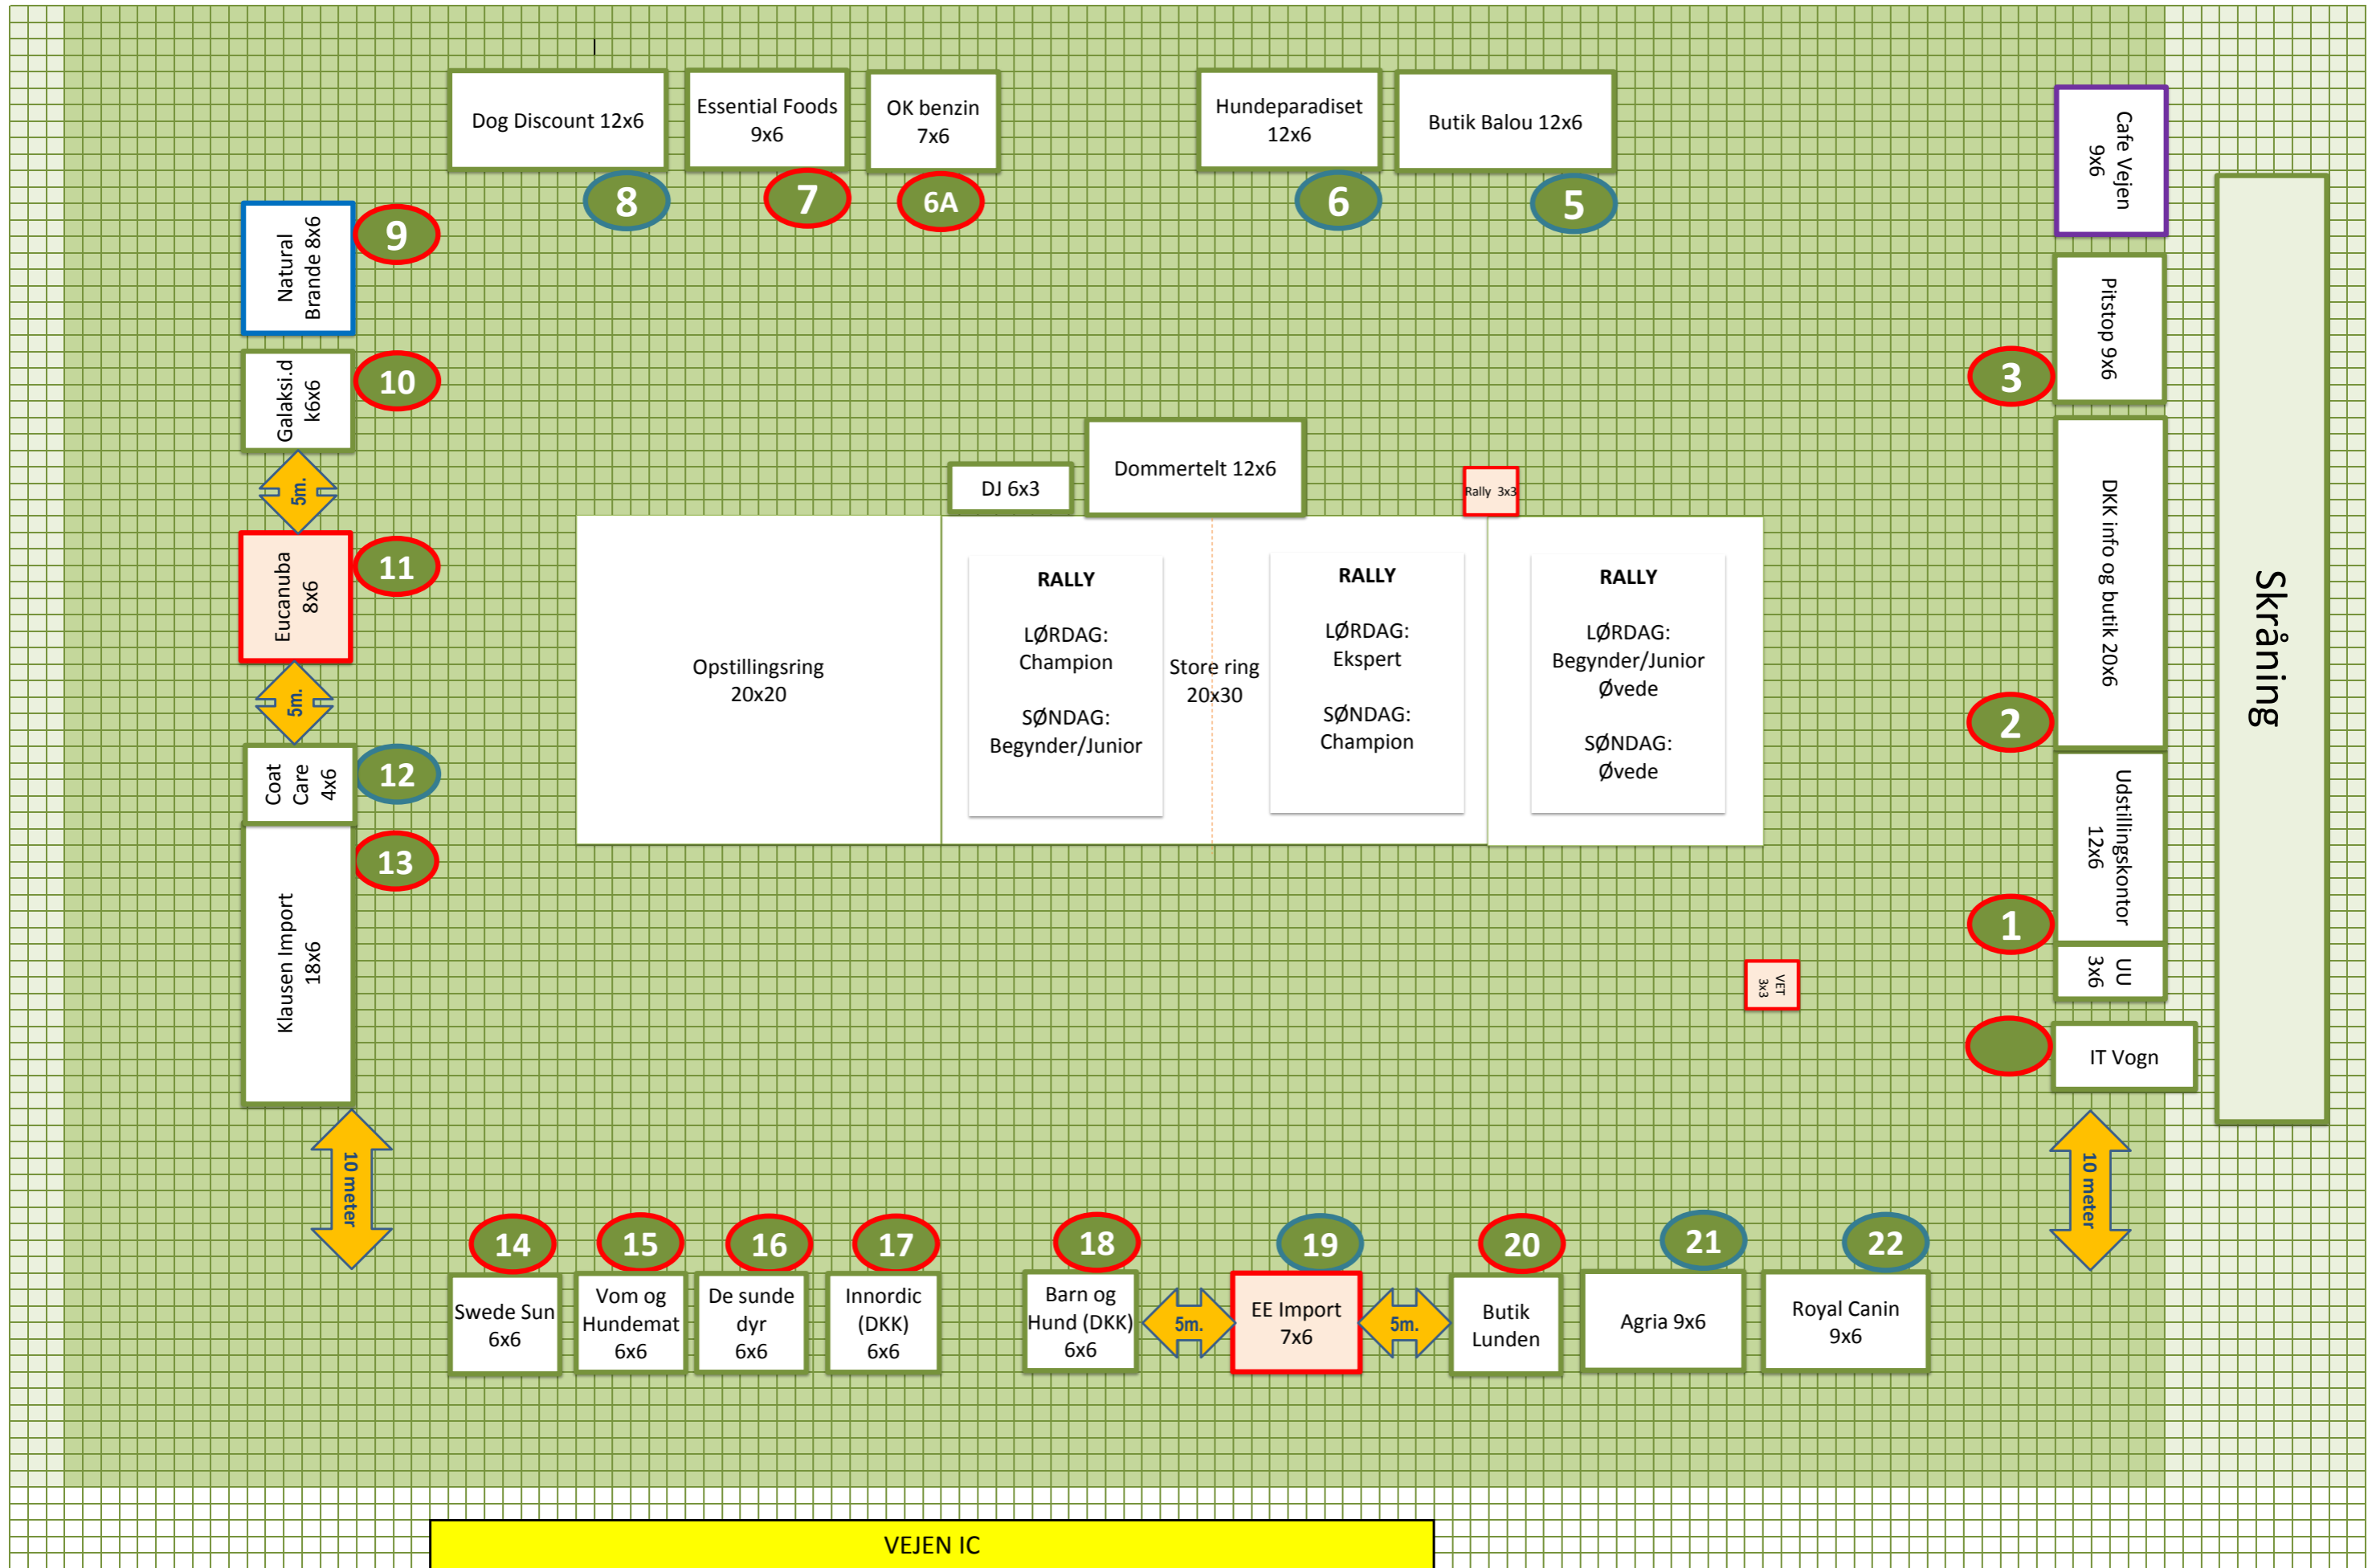 Dog Discount 12x6
Essential Foods
9x6
OK benzin
7x6
Hundeparadiset
12x6
Butik Balou 12x6
8
7
6A
6
5
Cafe Vejen
9x6
Pitstop 9x6
3
DKK info og butik 20x6
2
Udstillingskontor
12x6
1
UU
3x6
IT Vogn
Skråning
10 meter
Natural
Brande 8x6
9
Galaksi.d
k6x6
10
5m.
Eucanuba
8x6
11
5m.
Coat
Care
4x6
12
Klausen Import
18x6
13
10 meter
DJ 6x3
Dommertelt 12x6
Rally 3x3
Opstillingsring
20x20
RALLY
LØRDAG:
Champion
SØNDAG:
Begynder/Junior
Store ring
20x30
RALLY
LØRDAG:
Ekspert
SØNDAG:
Champion
RALLY
LØRDAG:
Begynder/Junior
Øvede
SØNDAG:
Øvede
VET
3x3
14
15
16
17
18
19
20
21
22
Swede Sun
6x6
Vom og
Hundemat
6x6
De sunde
dyr
6x6
Innordic
(DKK)
6x6
Barn og
Hund (DKK)
6x6
5m.
EE Import
7x6
5m.
Butik
Lunden
Agria 9x6
Royal Canin
9x6
VEJEN IC